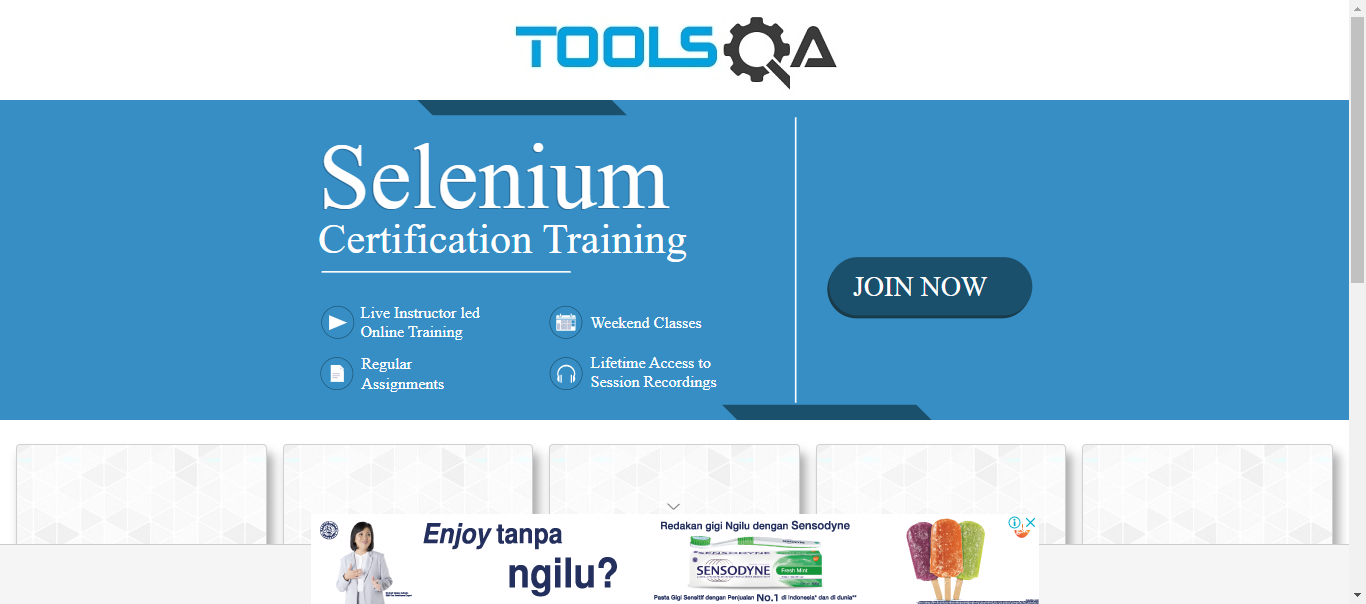 TOOLSQA
Selenium
Certification Training
JOIN NOW
Live Instructor led
Online Training
Weekend Classes
Regular
Assignments
Lifetime Access to
Session Recordings
Enjoy tanpa
ngilu?
Redakan gigi Ngilu dengan Sensodyne
SENSODYNE
Fresh Mint
Pasta Gigi Sensitif dengan Penjualan No.1 di Indonesia* dan di dunia**